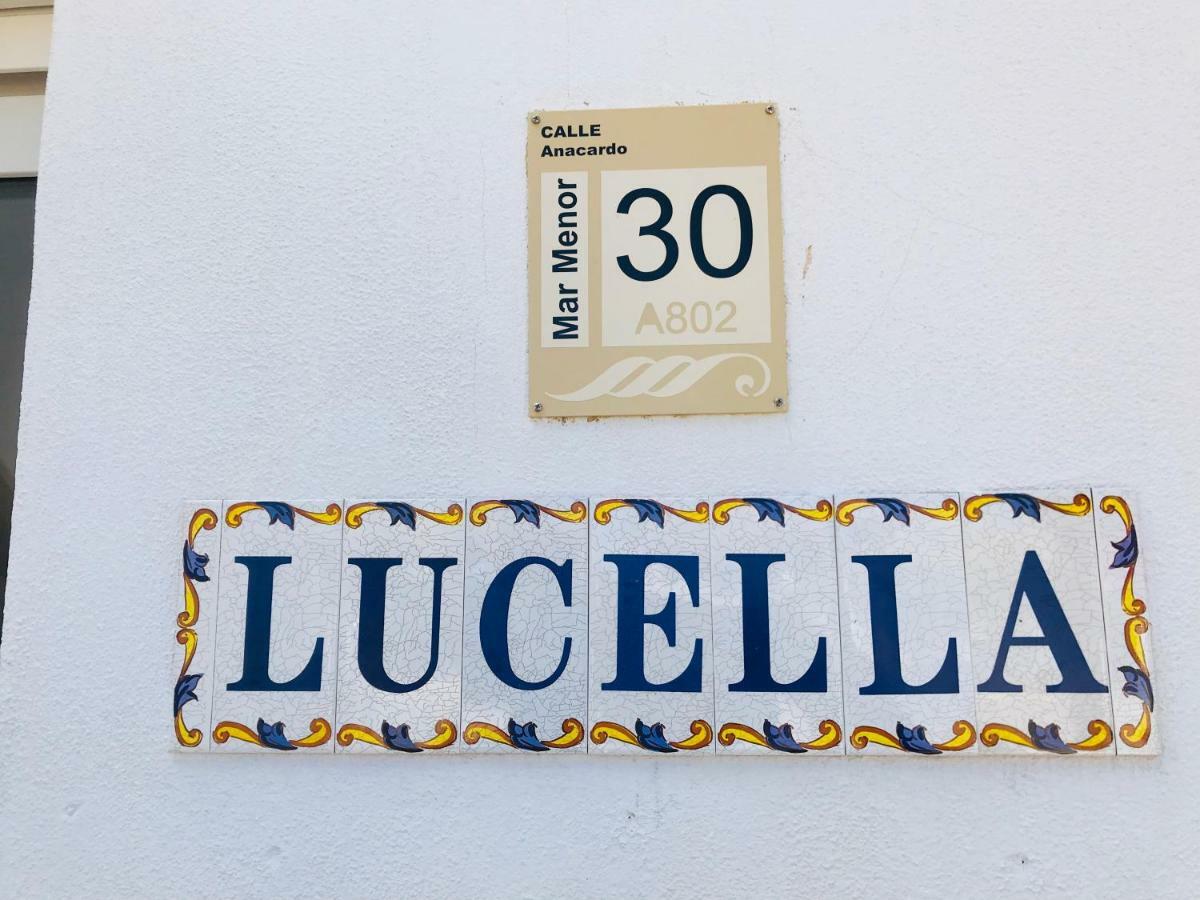 CALLE
Anacardo
Mar Menor
30
A802
LUCELLA